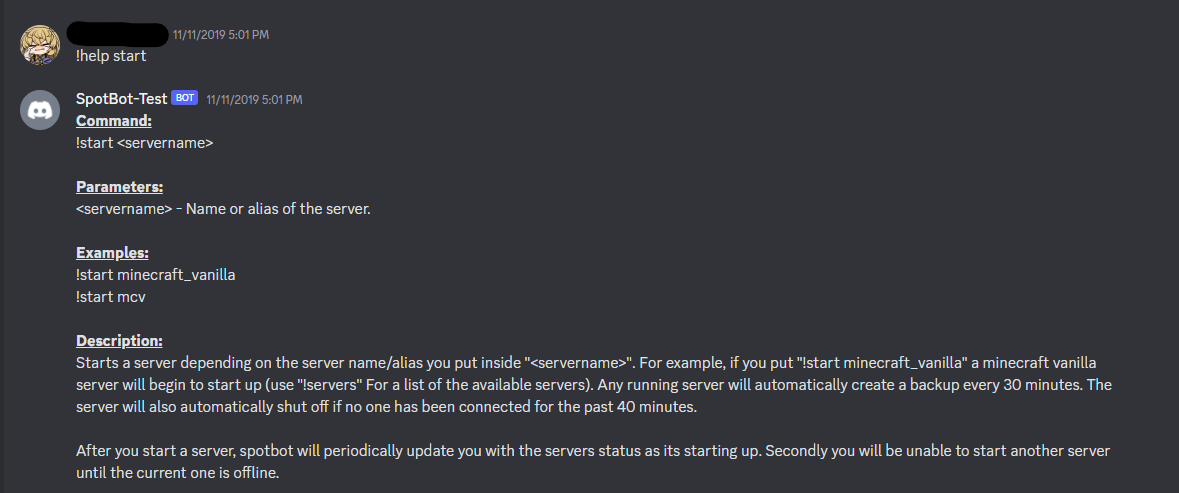 11/11/2019 5:01 PM
!help start
SpotBot-Test BOT 11/11/2019 5:01 PM
Command:
!start <servername>
Parameters:
<servername> - Name or alias of the server.
Examples:
!start minecraft_vanilla
!start mcv
Description:
Starts a server depending on the server name/alias you put inside "<servername>". For example, if you put "!start minecraft_vanilla" a minecraft vanilla
server will begin to start up (use "!servers" For a list of the available servers). Any running server will automatically create a backup every 30 minutes. The
server will also automatically shut off if no one has been connected for the past 40 minutes.
After you start a server, spotbot will periodically update you with the servers status as its starting up. Secondly you will be unable to start another server
until the current one is offline.